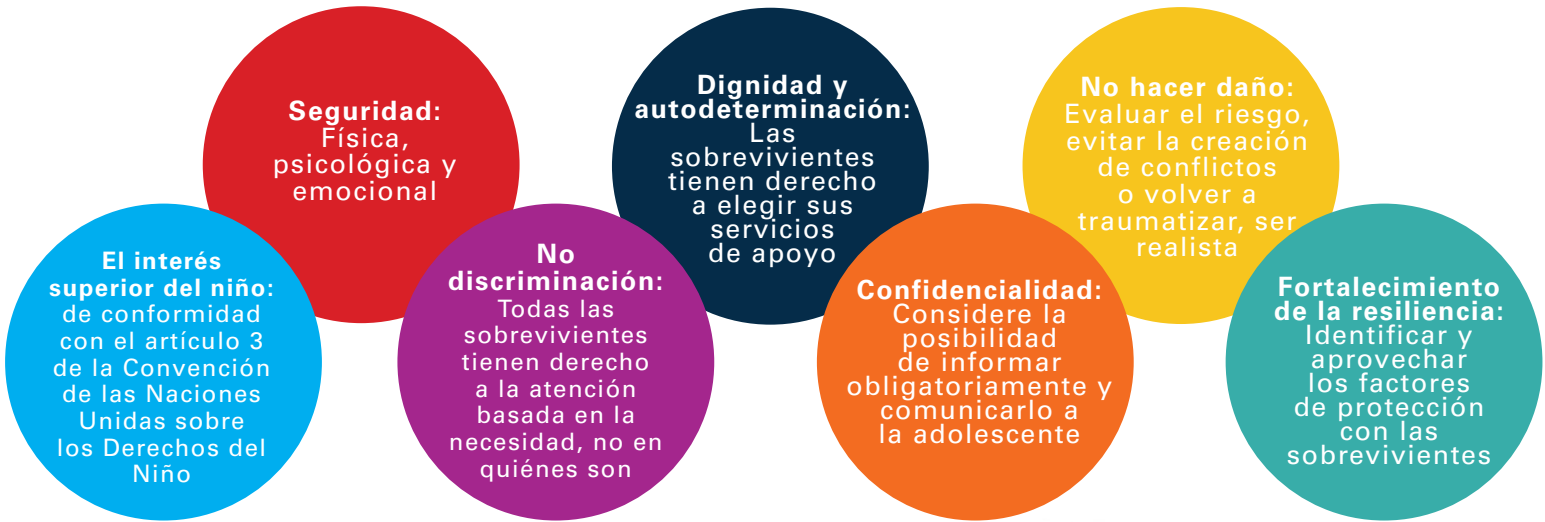 El interés
superior del niño:
de conformidad
con el artículo 3
de la Convención
de las Naciones
Unidas sobre
los Derechos del
Niño
Seguridad:
Física,
psicológica y
emocional
No
discriminación:
Todas las
sobrevivientes
tienen derecho
a la atención
basada en la
necesidad, no en
quiénes son
Dignidad y
autodeterminación:
Las
sobrevivientes
tienen derecho
a elegir sus
servicios
de apoyo
Confidencialidad:
Considere la
posibilidad
de informar
obligatoriamente y
comunicarlo a
la adolescente
No hacer daño:
Evaluar el riesgo,
evitar la creación
de conflictos
o volver a
traumatizar, ser
realista
Fortalecimiento
de la resiliencia:
Identificar y
aprovechar
los factores
de protección
con las
sobrevivientes